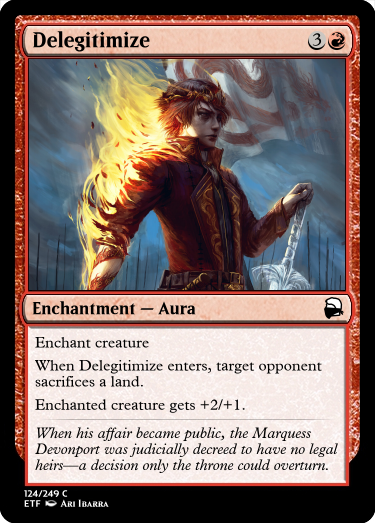 Delegitimize 3
Enchantment — Aura
Enchant creature
When Delegitimize enters, target opponent
sacrifices a land.
Enchanted creature gets +2/+1.
When his affair became public, the Marquess
Devonport was judicially decreed to have no legal
heirs—a decision only the throne could overturn.
124/249 C
ETF Ari Ibarra